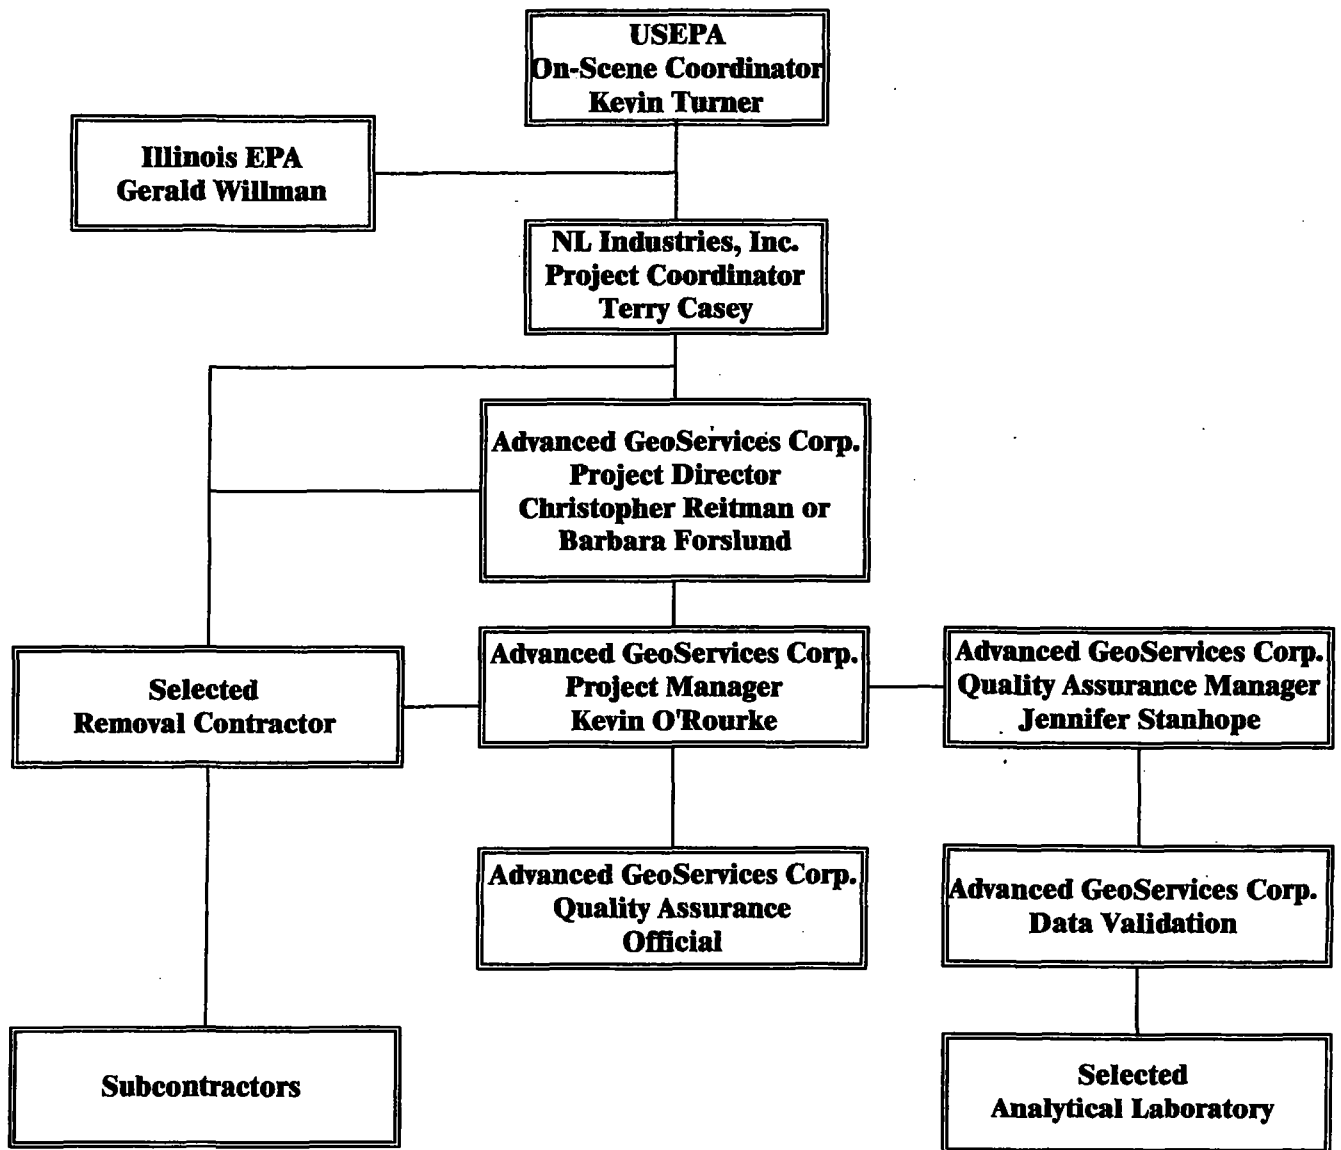 USEPA
On-Scene Coordinator
Kevin Turner
Illinois EPA
Gerald Willman
NL Industries, Inc.
Project Coordinator
Terry Casey
Advanced GeoServices Corp.
Project Director
Christopher Reitman or
Barbara Forslund
Selected
Removal Contractor
Advanced GeoServices Corp.
Project Manager
Kevin O'Rourke
Advanced GeoServices Corp.
Quality Assurance Manager
Jennifer Stanhope
Advanced GeoServices Corp.
Quality Assurance
Official
Advanced GeoServices Corp.
Data Validation
Subcontractors
Selected
Analytical Laboratory